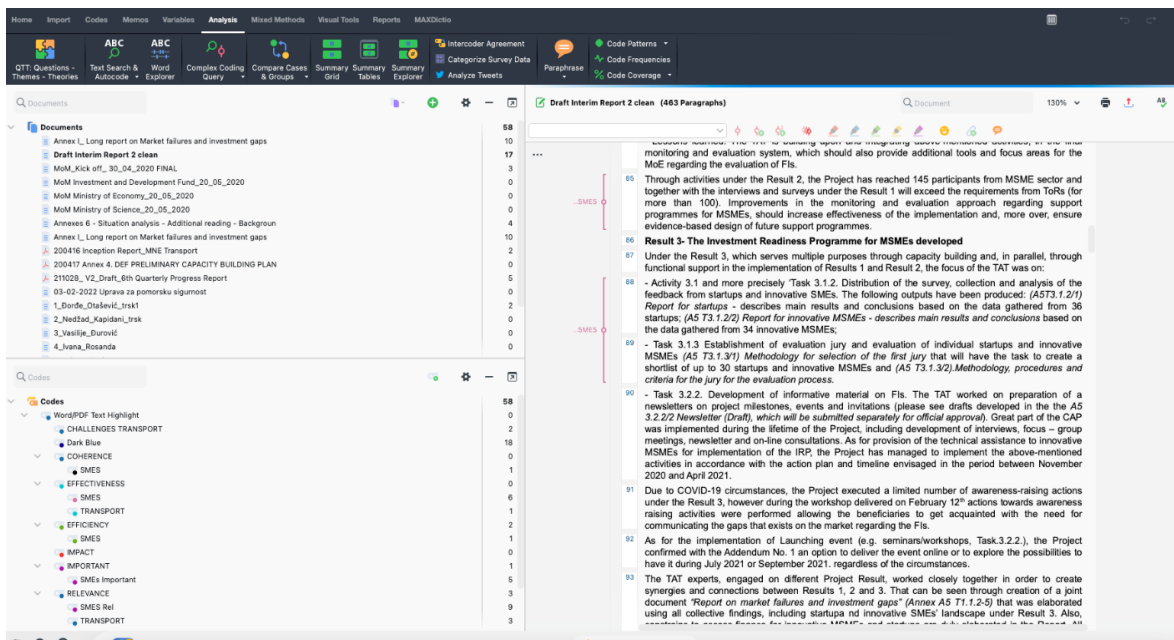 Home Import Codes Memos Variables Analysis Mixed Methods Visual Tools Reports MAXDictio
ABC ABC
QTT: Questions - Themes - Theories
Text Search & Autocode
Word Explorer
Complex Coding Query
Compare Cases & Groups
Summary Grid
Summary Tables
Summary Explorer
Intercoder Agreement
Categorize Survey Data
Analyze Tweets
Paraphrase
Code Patterns
Code Frequencies
Code Coverage
Documents
Documents 58
Annex I_ Long report on Market failures and investment gaps 10
Draft Interim Report 2 clean 17
MoM_Kick off_ 30_04_2020 FINAL 3
MoM Investment and Development Fund_20_05_2020 0
MoM Ministry of Economy_20_05_2020 0
MoM Ministry of Science_20_05_2020 0
Annexes 6 - Situation analysis - Additional reading - Backgroun 4
Annex I_ Long report on Market failures and investment gaps 10
200416 Inception Report_MNE Transport 2
200417 Annex 4. DEF PRELIMINARY CAPACITY BUILDING PLAN 0
211028_ V2_Draft_6th Quarterly Progress Report 5
03-02-2022 Uprava za pomorsku sigurnost 0
1_Đorđe_Otašević_trsk1 2
2_Nedžad_Kapidani_trsk 0
3_Vasilije_Đurović 0
4_Ivana_Rosanda 0
Codes
Codes 58
Word/PDF Text Highlight 0
CHALLENGES TRANSPORT 2
Dark Blue 18
COHERENCE 0
SMES 1
EFFECTIVENESS 0
SMES 6
TRANSPORT 1
EFFICIENCY 2
SMES 1
IMPACT 0
IMPORTANT 1
SMEs Important 5
RELEVANCE 3
SMES Rel 9
TRANSPORT 3
Draft Interim Report 2 clean (463 Paragraphs)
Document
130%
monitoring and evaluation system, which should also provide additional tools and focus areas for the
MoE regarding the evaluation of FIs.
..SMES
85 Through activities under the Result 2, the Project has reached 145 participants from MSME sector and
together with the interviews and surveys under the Result 1 will exceed the requirements from ToRs (for
more than 100). Improvements in the monitoring and evaluation approach regarding support
programmes for MSMEs, should increase effectiveness of the implementation and, more over, ensure
evidence-based design of future support programmes.
86 Result 3- The Investment Readiness Programme for MSMEs developed
87 Under the Result 3, which serves multiple purposes through capacity building and, in parallel, through
functional support in the implementation of Results 1 and Result 2, the focus of the TAT was on:
88 - Activity 3.1 and more precisely 'Task 3.1.2. Distribution of the survey, collection and analysis of the
feedback from startups and innovative SMEs. The following outputs have been produced: (A5T3.1.2/1)
Report for startups - describes main results and conclusions based on the data gathered from 36
startups; (A5 T3.1.2/2) Report for innovative MSMEs - describes main results and conclusions based on
the data gathered from 34 innovative MSMEs;
..SMES
89 - Task 3.1.3 Establishment of evaluation jury and evaluation of individual startups and innovative
MSMEs (A5 T3.1.3/1) Methodology for selection of the first jury that will have the task to create a
shortlist of up to 30 startups and innovative MSMEs and (A5 T3.1.3/2).Methodology, procedures and
criteria for the jury for the evaluation process.
90 - Task 3.2.2. Development of informative material on FIs. The TAT worked on preparation of a
newsletters on project milestones, events and invitations (please see drafts developed in the the A5
3.2.2/2 Newsletter (Draft), which will be submitted separately for official approval). Great part of the CAP
was implemented during the lifetime of the Project, including development of interviews, focus – group
meetings, newsletter and on-line consultations. As for provision of the technical assistance to innovative
MSMEs for implementation of the IRP, the Project has managed to implement the above-mentioned
activities in accordance with the action plan and timeline envisaged in the period between November
2020 and April 2021.
91 Due to COVID-19 circumstances, the Project executed a limited number of awareness-raising actions
under the Result 3, however during the workshop delivered on February 12th actions towards awareness
raising activities were performed allowing the beneficiaries to get acquainted with the need for
communicating the gaps that exists on the market regarding the FIs.
92 As for the implementation of Launching event (e.g. seminars/workshops, Task.3.2.2.), the Project
confirmed with the Addendum No. 1 an option to deliver the event online or to explore the possibilities to
have it during July 2021 or September 2021. regardless of the circumstances.
93 The TAT experts, engaged on different Project Result, worked closely together in order to create
synergies and connections between Results 1, 2 and 3. That can be seen through creation of a joint
document "Report on market failures and investment gaps" (Annex A5 T1.1.2-5) that was elaborated
using all collective findings, including startupa nd innovative SMEs' landscape under Result 3. Also,